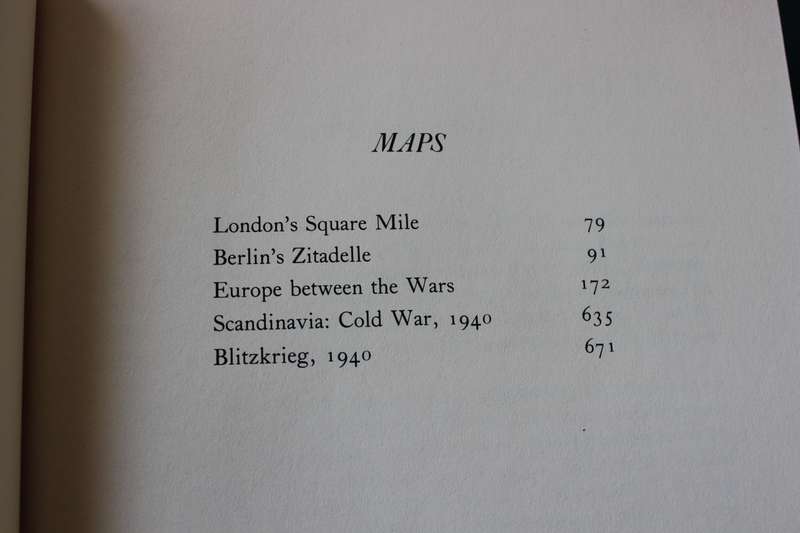 MAPS
London's Square Mile 79
Berlin's Zitadelle 91
Europe between the Wars 172
Scandinavia: Cold War, 1940 635
Blitzkrieg, 1940 671